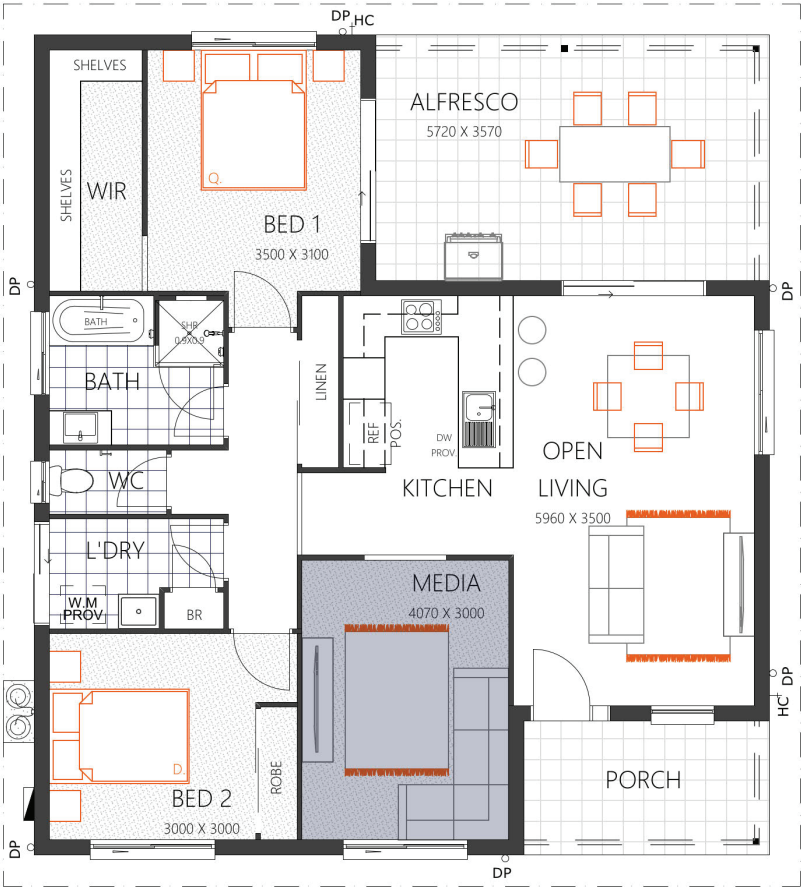 DP HC
SHELVES
SHELVES
WIR
Q.
BED 1
3500 X 3100
ALFRESCO
5720 X 3570
DP
DP
BATH
SHR
0.9X0.9
BATH
LINEN
REF
POS.
DW
PROV.
KITCHEN
OPEN
LIVING
5960 X 3500
WC
L'DRY
W.M
PROV
BR
MEDIA
4070 X 3000
D.
BED 2
3000 X 3000
ROBE
PORCH
DP
HC
DP
DP